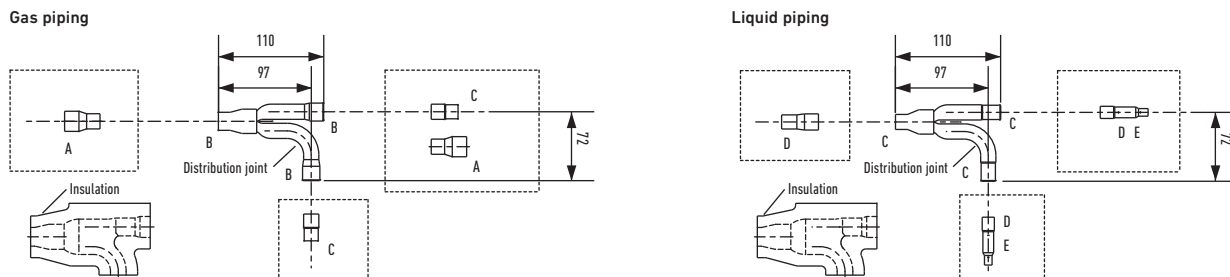 Gas piping
110
97
A
B
B
C
A
72
Distribution joint
B
Insulation
C
Liquid piping
110
97
D
C
C
D E
72
Distribution joint
C
Insulation
D
E